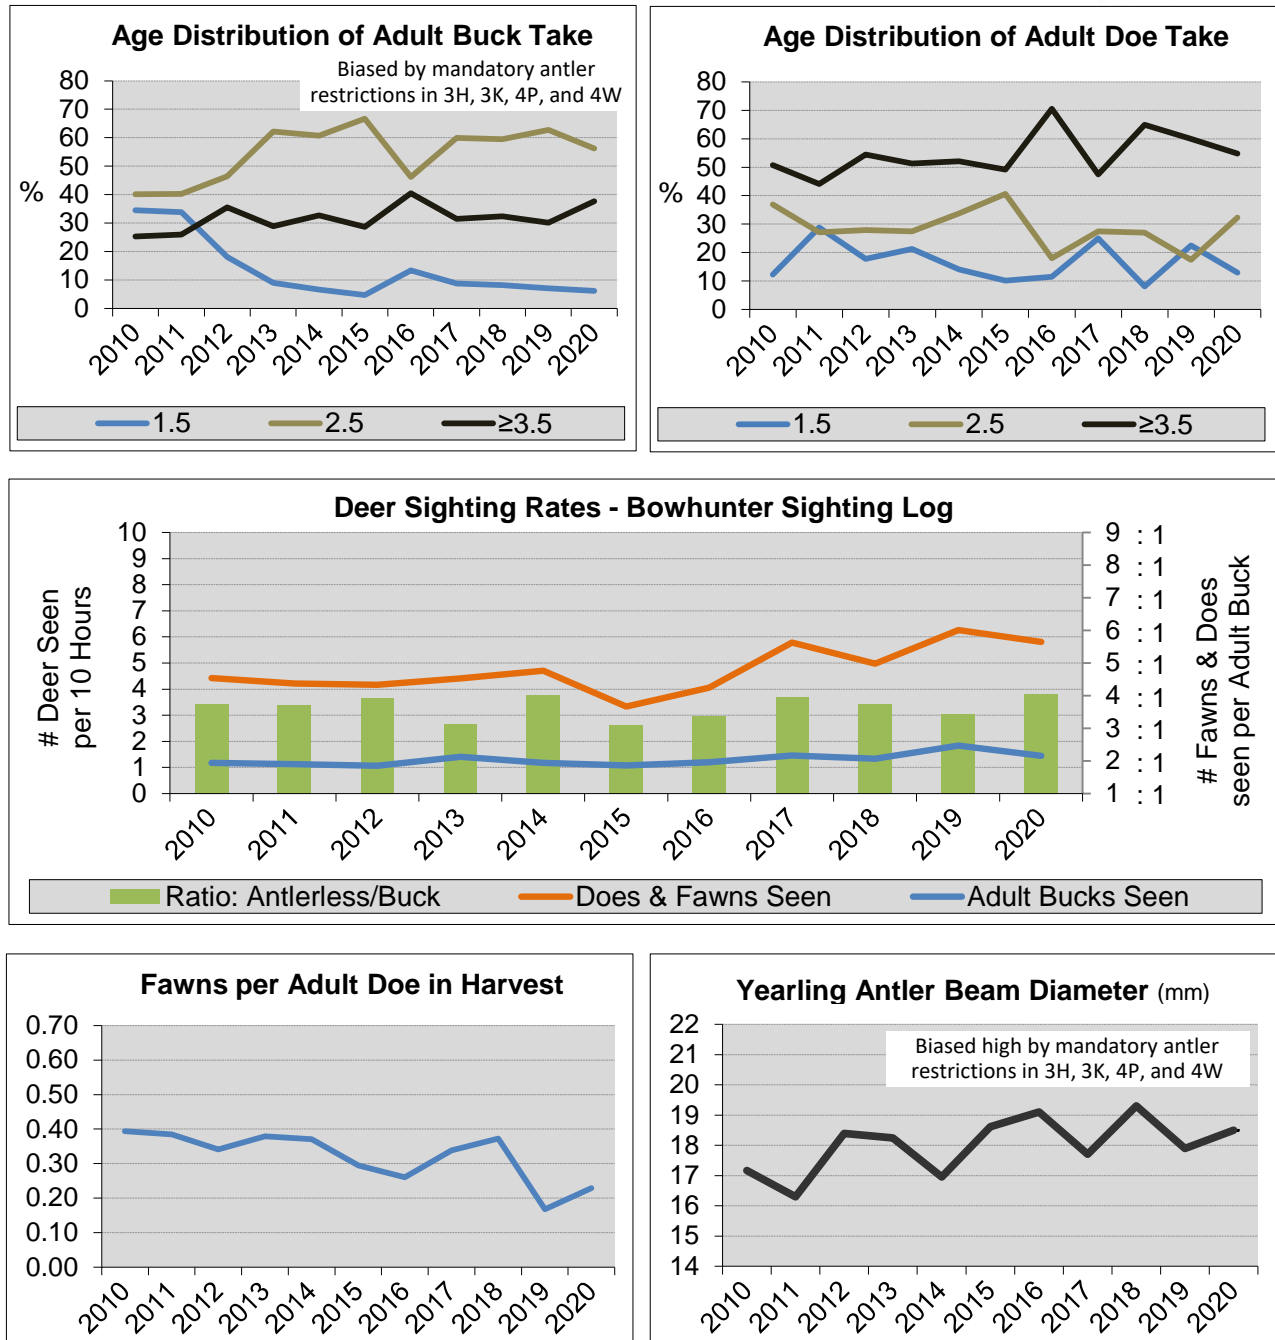 Age Distribution of Adult Buck Take
Biased by mandatory antler
restrictions in 3H, 3K, 4P, and 4W
80
70
60
50
40
30
20
10
0
%
2010 2011 2012 2013 2014 2015 2016 2017 2018 2019 2020
1.5 2.5 ≥3.5
Age Distribution of Adult Doe Take
80
70
60
50
40
30
20
10
0
%
2010 2011 2012 2013 2014 2015 2016 2017 2018 2019 2020
1.5 2.5 ≥3.5
Deer Sighting Rates - Bowhunter Sighting Log
# Deer Seen
per 10 Hours
10
9
8
7
6
5
4
3
2
1
0
9 : 1
8 : 1
7 : 1
6 : 1
5 : 1
4 : 1
3 : 1
2 : 1
1 : 1
# Fawns & Does
seen per Adult Buck
2010 2011 2012 2013 2014 2015 2016 2017 2018 2019 2020
Ratio: Antlerless/Buck Does & Fawns Seen Adult Bucks Seen
Fawns per Adult Doe in Harvest
0.70
0.60
0.50
0.40
0.30
0.20
0.10
0.00
2010 2011 2012 2013 2014 2015 2016 2017 2018 2019 2020
Yearling Antler Beam Diameter (mm)
Biased high by mandatory antler
restrictions in 3H, 3K, 4P, and 4W
22
21
20
19
18
17
16
15
14
2010 2011 2012 2013 2014 2015 2016 2017 2018 2019 2020